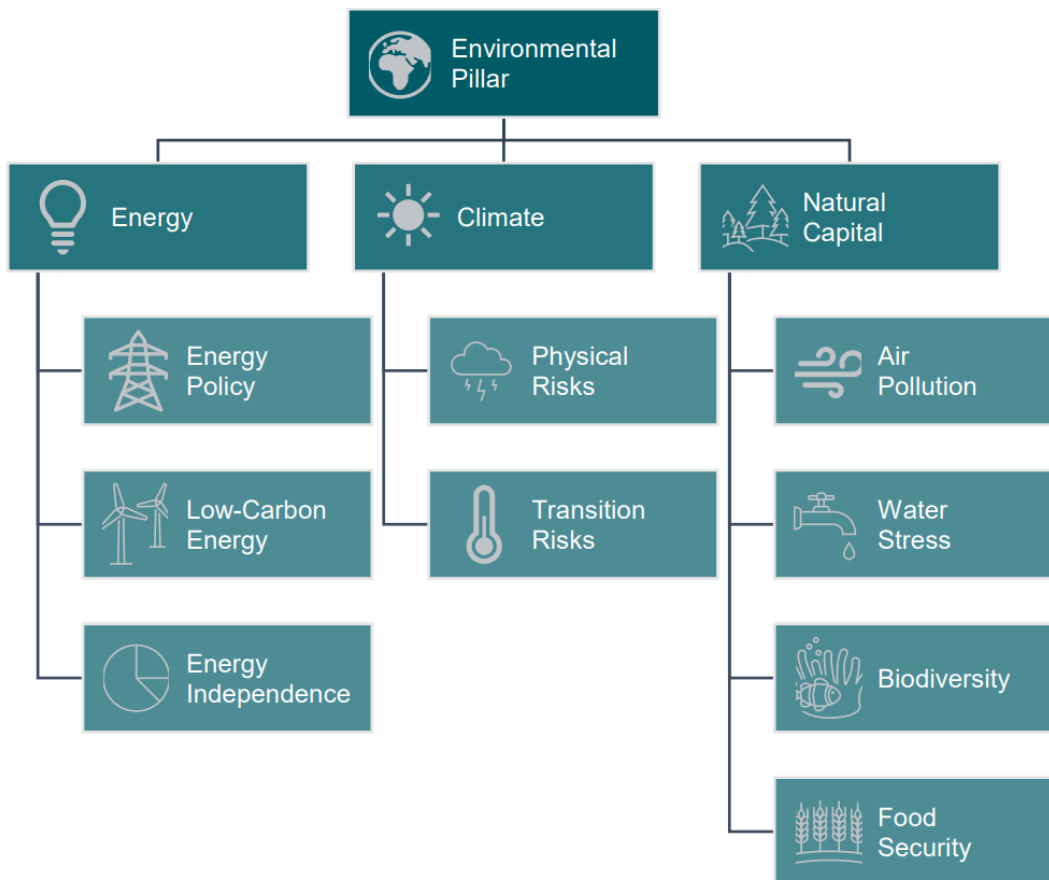 Environmental
Pillar
Energy
Climate
Natural
Capital
Energy
Policy
Low-Carbon
Energy
Energy
Independence
Physical
Risks
Transition
Risks
Air
Pollution
Water
Stress
Biodiversity
Food
Security